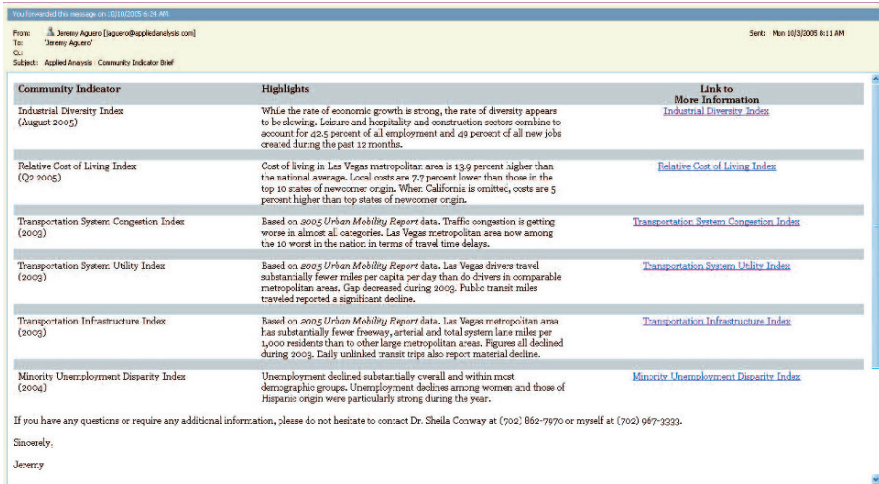 You forwarded this message on 10/10/2005 6:24 AM.
From: Jeremy Aguero [jaguero@appliedanalysis.com] Sent: Mon 10/3/2005 8:11 AM
To: 'Jeremy Aguero'
Cc:
Subject: Applied Analysis Community Indicator Brief
Community Indicator Highlights Link to
More Information
Industrial Diversity Index
(August 2005)
While the rate of economic growth is strong, the rate of diversity appears
to be slowing. Leisure and hospitality and construction sectors combine to
account for 42.5 percent of all employment and 49 percent of all new jobs
created during the past 12 months.
Industrial Diversity Index
Relative Cost of Living Index
(Q2 2005)
Cost of living in Las Vegas metropolitan area is 13.9 percent higher than
the national average. Local costs are 7.7 percent lower than those in the
top 10 states of newcomer origin. When California is omitted, costs are 5
percent higher than top states of newcomer origin.
Relative Cost of Living Index
Transportation System Congestion Index
(2003)
Based on 2005 Urban Mobility Report data. Traffic congestion is getting
worse in almost all categories. Las Vegas metropolitan area now among
the 10 worst in the nation in terms of travel time delays.
Transportation System Congestion Index
Transportation System Utility Index
(2003)
Based on 2005 Urban Mobility Report data. Las Vegas drivers travel
substantially fewer miles per capita per day than do drivers in comparable
metropolitan areas. Gap decreased during 2003. Public transit miles
traveled reported a significant decline.
Transportation System Utility Index
Transportation Infrastructure Index
(2003)
Based on 2005 Urban Mobility Report data. Las Vegas metropolitan area
has substantially fewer freeway, arterial and total system lane miles per
1,000 residents than to other large metropolitan areas. Figures all declined
during 2003. Daily unlinked transit trips also report material decline.
Transportation Infrastructure Index
Minority Unemployment Disparity Index
(2004)
Unemployment declined substantially overall and within most
demographic groups. Unemployment declines among women and those of
Hispanic origin were particularly strong during the year.
Minority Unemployment Disparity Index
If you have any questions or require any additional information, please do not hesitate to contact Dr. Sheila Conway at (702) 862-7970 or myself at (702) 967-3333.
Sincerely,
Jeremy